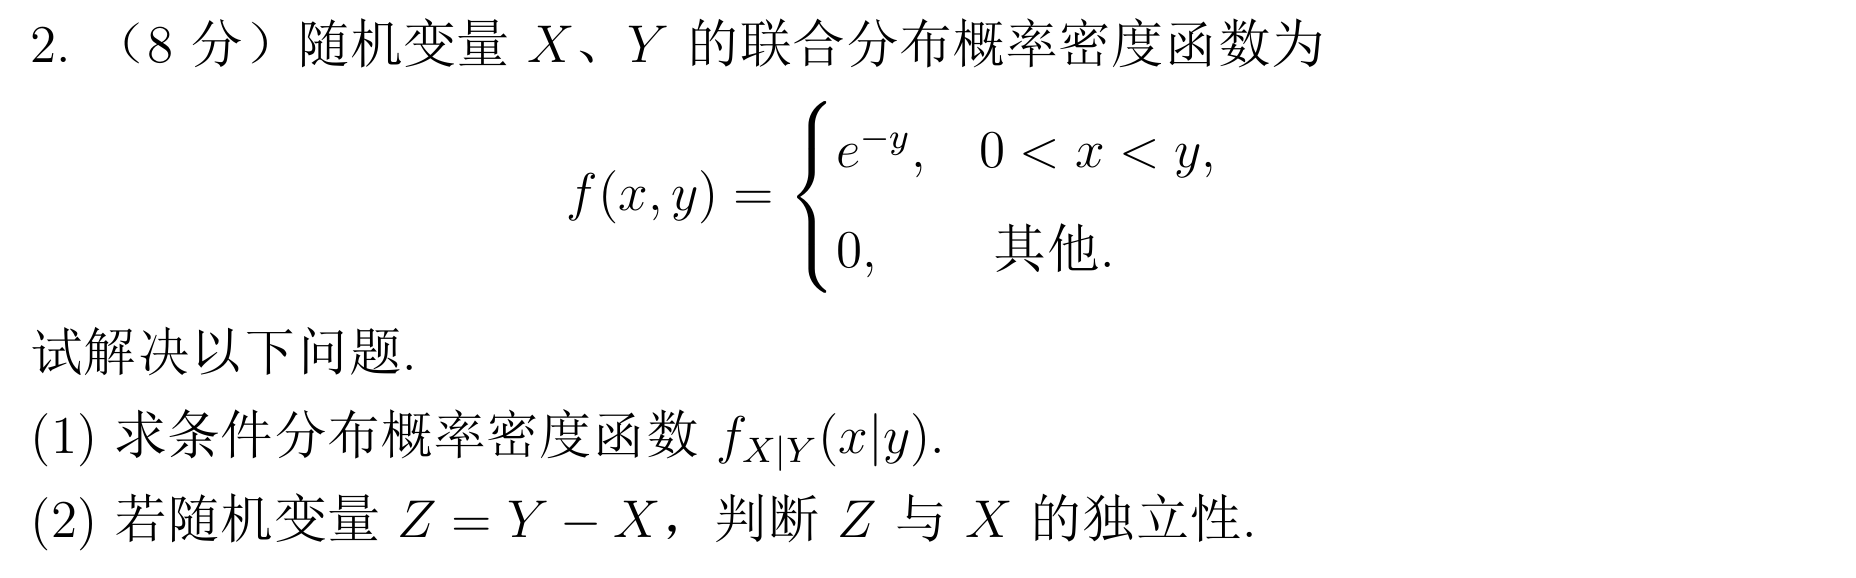 2. （8 分）随机变量 X、Y 的联合分布概率密度函数为
f(x, y) = { e^{-y}, 0 < x < y,
0, 其他.
试解决以下问题.
(1) 求条件分布概率密度函数 f_{X|Y}(x|y).
(2) 若随机变量 Z = Y − X，判断 Z 与 X 的独立性.